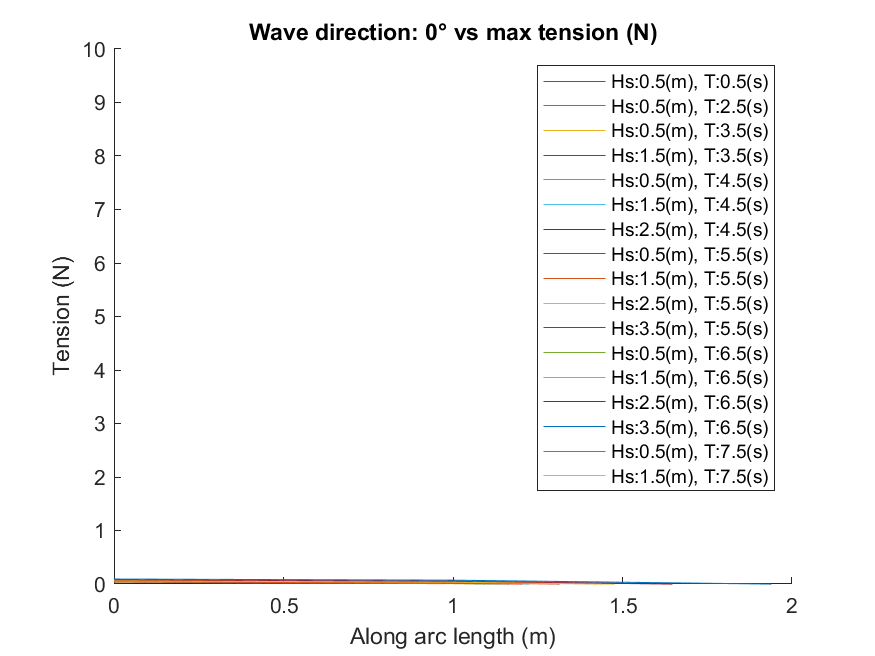 Wave direction: 0° vs max tension (N)
10
9
8
7
6
5
4
3
2
1
0
Tension (N)
Hs:0.5(m), T:0.5(s)
Hs:0.5(m), T:2.5(s)
Hs:0.5(m), T:3.5(s)
Hs:1.5(m), T:3.5(s)
Hs:0.5(m), T:4.5(s)
Hs:1.5(m), T:4.5(s)
Hs:2.5(m), T:4.5(s)
Hs:0.5(m), T:5.5(s)
Hs:1.5(m), T:5.5(s)
Hs:2.5(m), T:5.5(s)
Hs:3.5(m), T:5.5(s)
Hs:0.5(m), T:6.5(s)
Hs:1.5(m), T:6.5(s)
Hs:2.5(m), T:6.5(s)
Hs:3.5(m), T:6.5(s)
Hs:0.5(m), T:7.5(s)
Hs:1.5(m), T:7.5(s)
0 0.5 1 1.5 2
Along arc length (m)